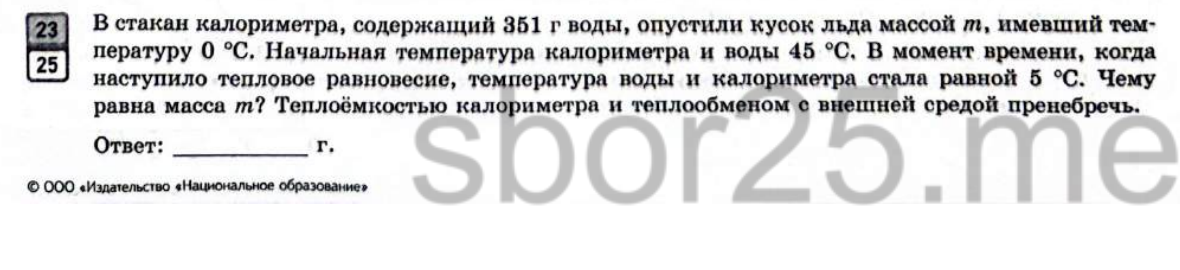 23
25
В стакан калориметра, содержащий 351 г воды, опустили кусок льда массой m, имевший тем-
пературу 0 °С. Начальная температура калориметра и воды 45 °С. В момент времени, когда
наступило тепловое равновесие, температура воды и калориметра стала равной 5 °С. Чему
равна масса m? Теплоёмкостью калориметра и теплообменом с внешней средой пренебречь.
Ответ: ____________ г.
sbor25.me
© ООО «Издательство «Национальное образование»